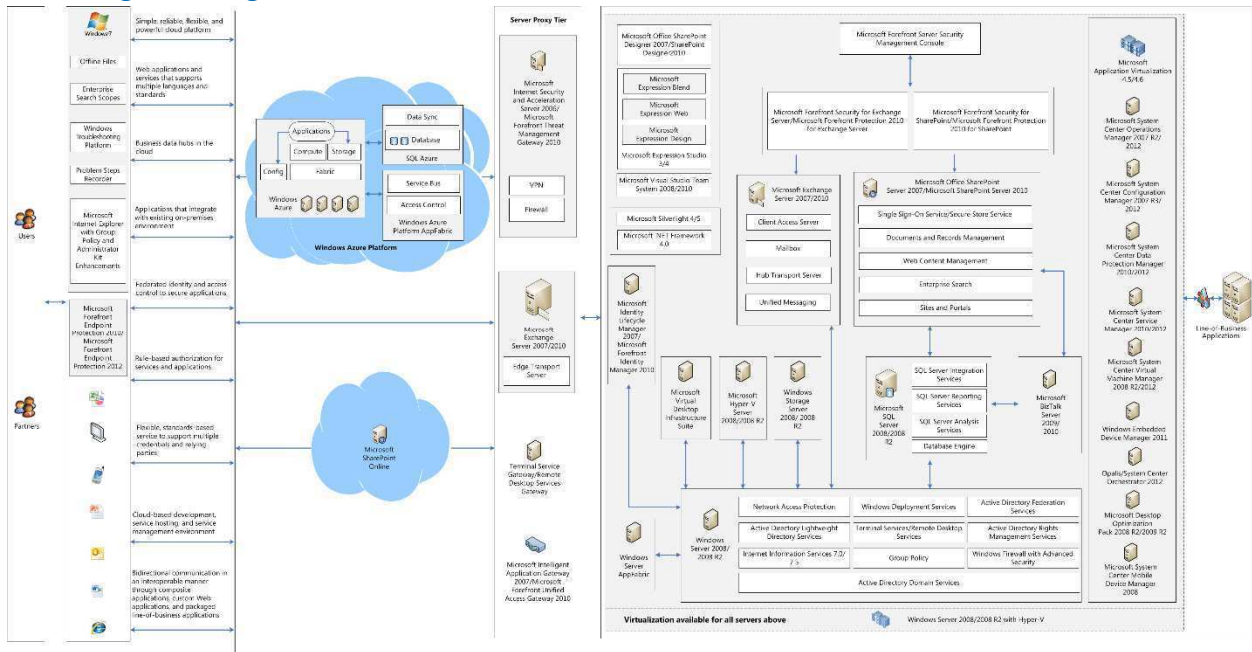 Windows7
Offline Files
Enterprise
Search Scopes
Windows
Troubleshooting
Platform
Problem Steps
Recorder
Microsoft
Internet Explorer
with Group
Policy and
Administrator
Kit
Enhancements
Microsoft
Forefront
Endpoint
Protection 2010/
Microsoft
Forefront
Endpoint
Protection 2012
Users
Partners
Simple, reliable, flexible, and
powerful cloud platform
Web applications and
services that supports
multiple languages and
standards
Business data hubs in the
cloud
Applications that integrate
with existing on-premises
environment
Federated identity and access
control to secure applications
Rule-based authorization for
services and applications.
Flexible, standards-based
service to support multiple
credentials and relying
parties
Cloud-based development,
service hosting, and service
management environment
Bidirectional communication in
an interoperable manner
through composite
applications, custom Web
applications, and packaged
line-of-business applications
Applications
Compute
Storage
Config
Fabric
Windows
Azure
Data Sync
Database
SQL Azure
Service Bus
Access Control
Windows Azure
Platform AppFabric
Windows Azure Platform
Microsoft
SharePoint
Online
Server Proxy Tier
Microsoft
Internet Security
and Acceleration
Server 2006/
Microsoft
Forefront Threat
Management
Gateway 2010
VPN
Firewall
Microsoft
Exchange
Server 2007/2010
Edge Transport
Server
Terminal Service
Gateway/Remote
Desktop Services
Gateway
Microsoft Intelligent
Application Gateway
2007/Microsoft
Forefront Unified
Access Gateway 2010
Microsoft Office SharePoint
Designer 2007/SharePoint
Designer2010
Microsoft
Expression Blend
Microsoft
Expression Web
Microsoft
Expression Design
Microsoft Expression Studio
3/4
Microsoft Visual Studio Team
System 2008/2010
Microsoft Silverlight 4/5
Microsoft .NET Framework
4.0
Microsoft
Identity
Lifecycle
Manager
2007/
Microsoft
Forefront
Identity
Manager 2010
Microsoft Forefront Server Security
Management Console
Microsoft Forefront Security for Exchange
Server/Microsoft Forefront Protection 2010
for Exchange Server
Microsoft Forefront Security for
SharePoint/Microsoft Forefront Protection
2010 for SharePoint
Microsoft Exchange
Server 2007/2010
Client Access Server
Mailbox
Hub Transport Server
Unified Messaging
Microsoft Office SharePoint
Server 2007/Microsoft SharePoint Server 2010
Single Sign-On Service/Secure Store Service
Documents and Records Management
Web Content Management
Enterprise Search
Sites and Portals
Microsoft
Virtual
Desktop
Infrastructure
Suite
Microsoft
Hyper-V
Server
2008/2008 R2
Windows
Storage
Server
2008/ 2008
R2
Microsoft
SQL Server
2008/2008
R2
SQL Server Integration
Services
SQL Server Reporting
Services
SQL Server Analysis
Services
Database Engine
Microsoft
BizTalk
Server
2009/
2010
Windows
Server
AppFabric
Windows
Server 2008/
2008 R2
Network Access Protection
Windows Deployment Services
Active Directory Federation
Services
Active Directory Lightweight
Directory Services
Terminal Services/Remote Desktop
Services
Active Directory Rights
Management Services
Internet Information Services 7.0/
7.5
Group Policy
Windows Firewall with Advanced
Security
Active Directory Domain Services
Virtualization available for all servers above
Windows Server 2008/2008 R2 with Hyper-V
Microsoft
Application Virtualization
4.5/4.6
Microsoft System
Center Operations
Manager 2007 R2/
2012
Microsoft System
Center Configuration
Manager 2007 R3/
2012
Microsoft System
Center Data
Protection Manager
2010/2012
Microsoft System
Center Service
Manager 2010/2012
Microsoft System
Center Virtual
Machine Manager
2008 R2/2012
Windows Embedded
Device Manager 2011
Opalis/System Center
Orchestrator 2012
Microsoft Desktop
Optimization
Pack 2008 R2/2009 R2
Microsoft System
Center Mobile
Device Manager
2008
Line-of-Business
Applications